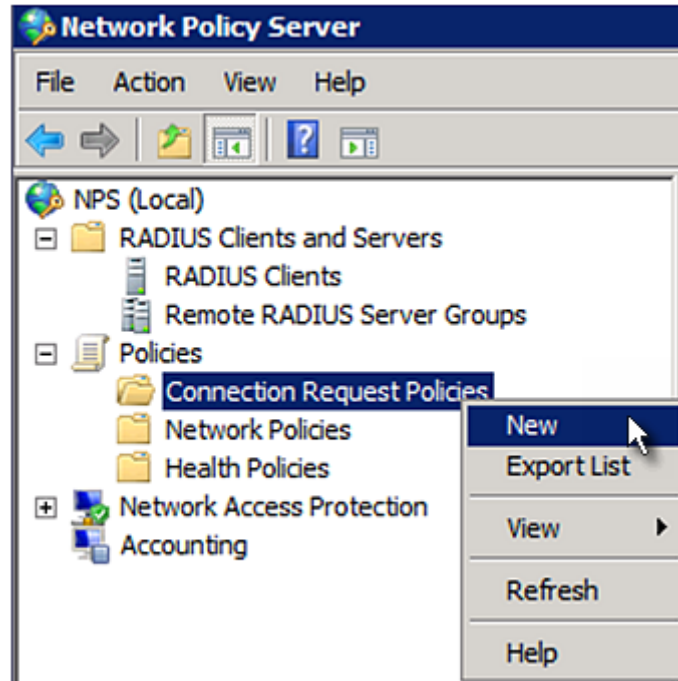 Network Policy Server
File Action View Help
NPS (Local)
RADIUS Clients and Servers
RADIUS Clients
Remote RADIUS Server Groups
Policies
Connection Request Policies
Network Policies
Health Policies
Network Access Protection
Accounting
New
Export List
View
Refresh
Help